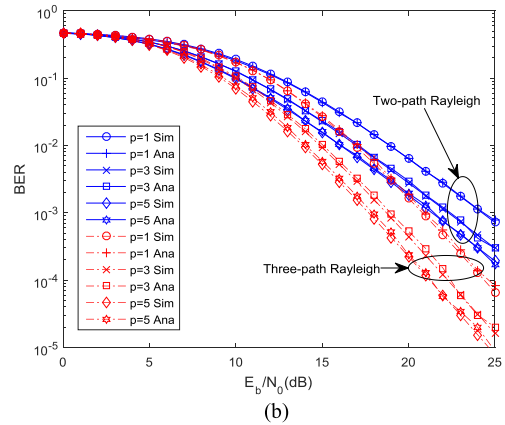 10^0
10^-1
10^-2
10^-3
10^-4
10^-5
BER
Two-path Rayleigh
Three-path Rayleigh
p=1 Sim
p=1 Ana
p=3 Sim
p=3 Ana
p=5 Sim
p=5 Ana
p=1 Sim
p=1 Ana
p=3 Sim
p=3 Ana
p=5 Sim
p=5 Ana
0 5 10 15 20 25
E_b/N_0(dB)
(b)